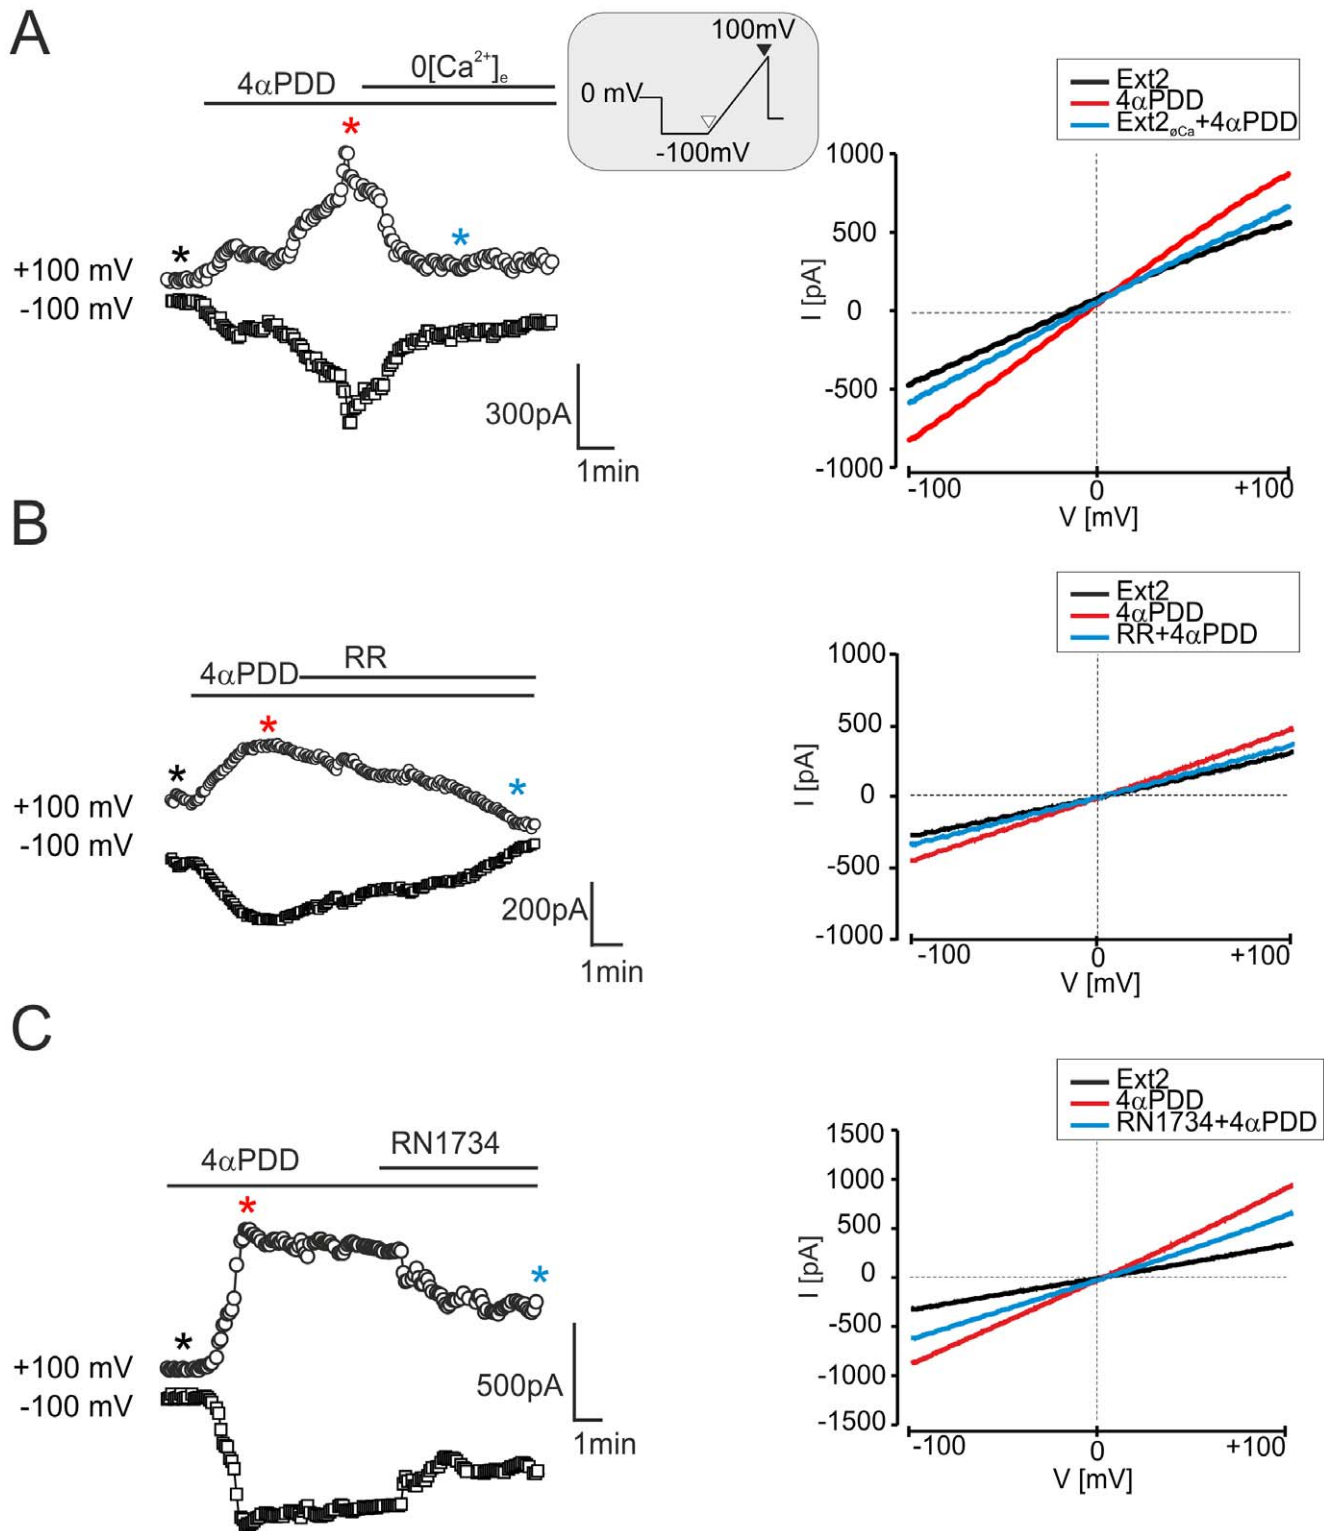 A
4αPDD
0[Ca²⁺]ₑ
100mV
0 mV
-100mV
*
*
*
+100 mV
-100 mV
300pA
1min
Ext2
4αPDD
Ext2øCa+4αPDD
1000
500
0
-500
-1000
I [pA]
-100
0
+100
V [mV]
B
4αPDD
RR
*
*
*
+100 mV
-100 mV
200pA
1min
Ext2
4αPDD
RR+4αPDD
1000
500
0
-500
-1000
I [pA]
-100
0
+100
V [mV]
C
4αPDD
RN1734
*
*
*
+100 mV
-100 mV
500pA
1min
Ext2
4αPDD
RN1734+4αPDD
1500
1000
500
0
-500
-1000
-1500
I [pA]
-100
0
+100
V [mV]